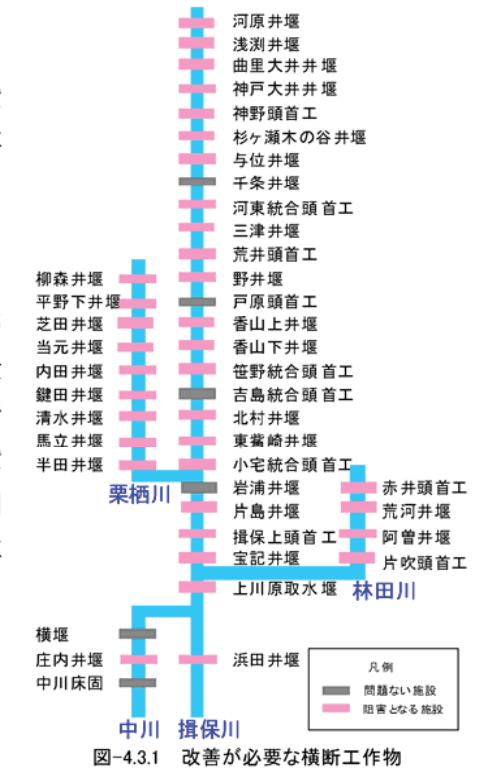 河原井堰
浅渕井堰
曲里大井井堰
神戸大井井堰
神野頭首工
杉ヶ瀬木の谷井堰
与位井堰
千条井堰
河東統合頭首工
三津井堰
荒井頭首工
野井堰
戸原頭首工
香山上井堰
香山下井堰
笹野統合頭首工
吉島統合頭首工
北村井堰
東觜崎井堰
小宅統合頭首工
岩浦井堰
片島井堰
揖保上頭首工
宝記井堰
上川原取水堰
浜田井堰
柳森井堰
平野下井堰
芝田井堰
当元井堰
内田井堰
鍵田井堰
清水井堰
馬立井堰
半田井堰
栗栖川
赤井頭首工
荒河井堰
阿曽井堰
片吹頭首工
林田川
横堰
庄内井堰
中川床固
中川
揖保川
凡例
問題ない施設
阻害となる施設
図-4.3.1 改善が必要な横断工作物